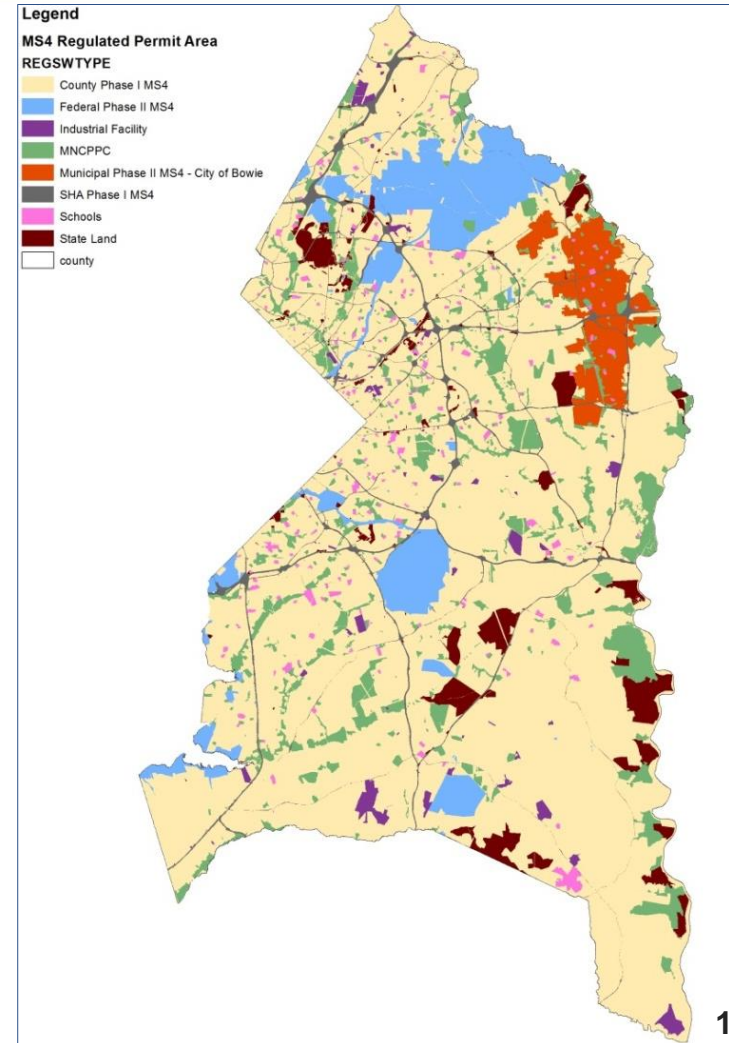 Legend
MS4 Regulated Permit Area
REGSWTYPE
County Phase I MS4
Federal Phase II MS4
Industrial Facility
MNCPPC
Municipal Phase II MS4 - City of Bowie
SHA Phase I MS4
Schools
State Land
county
1